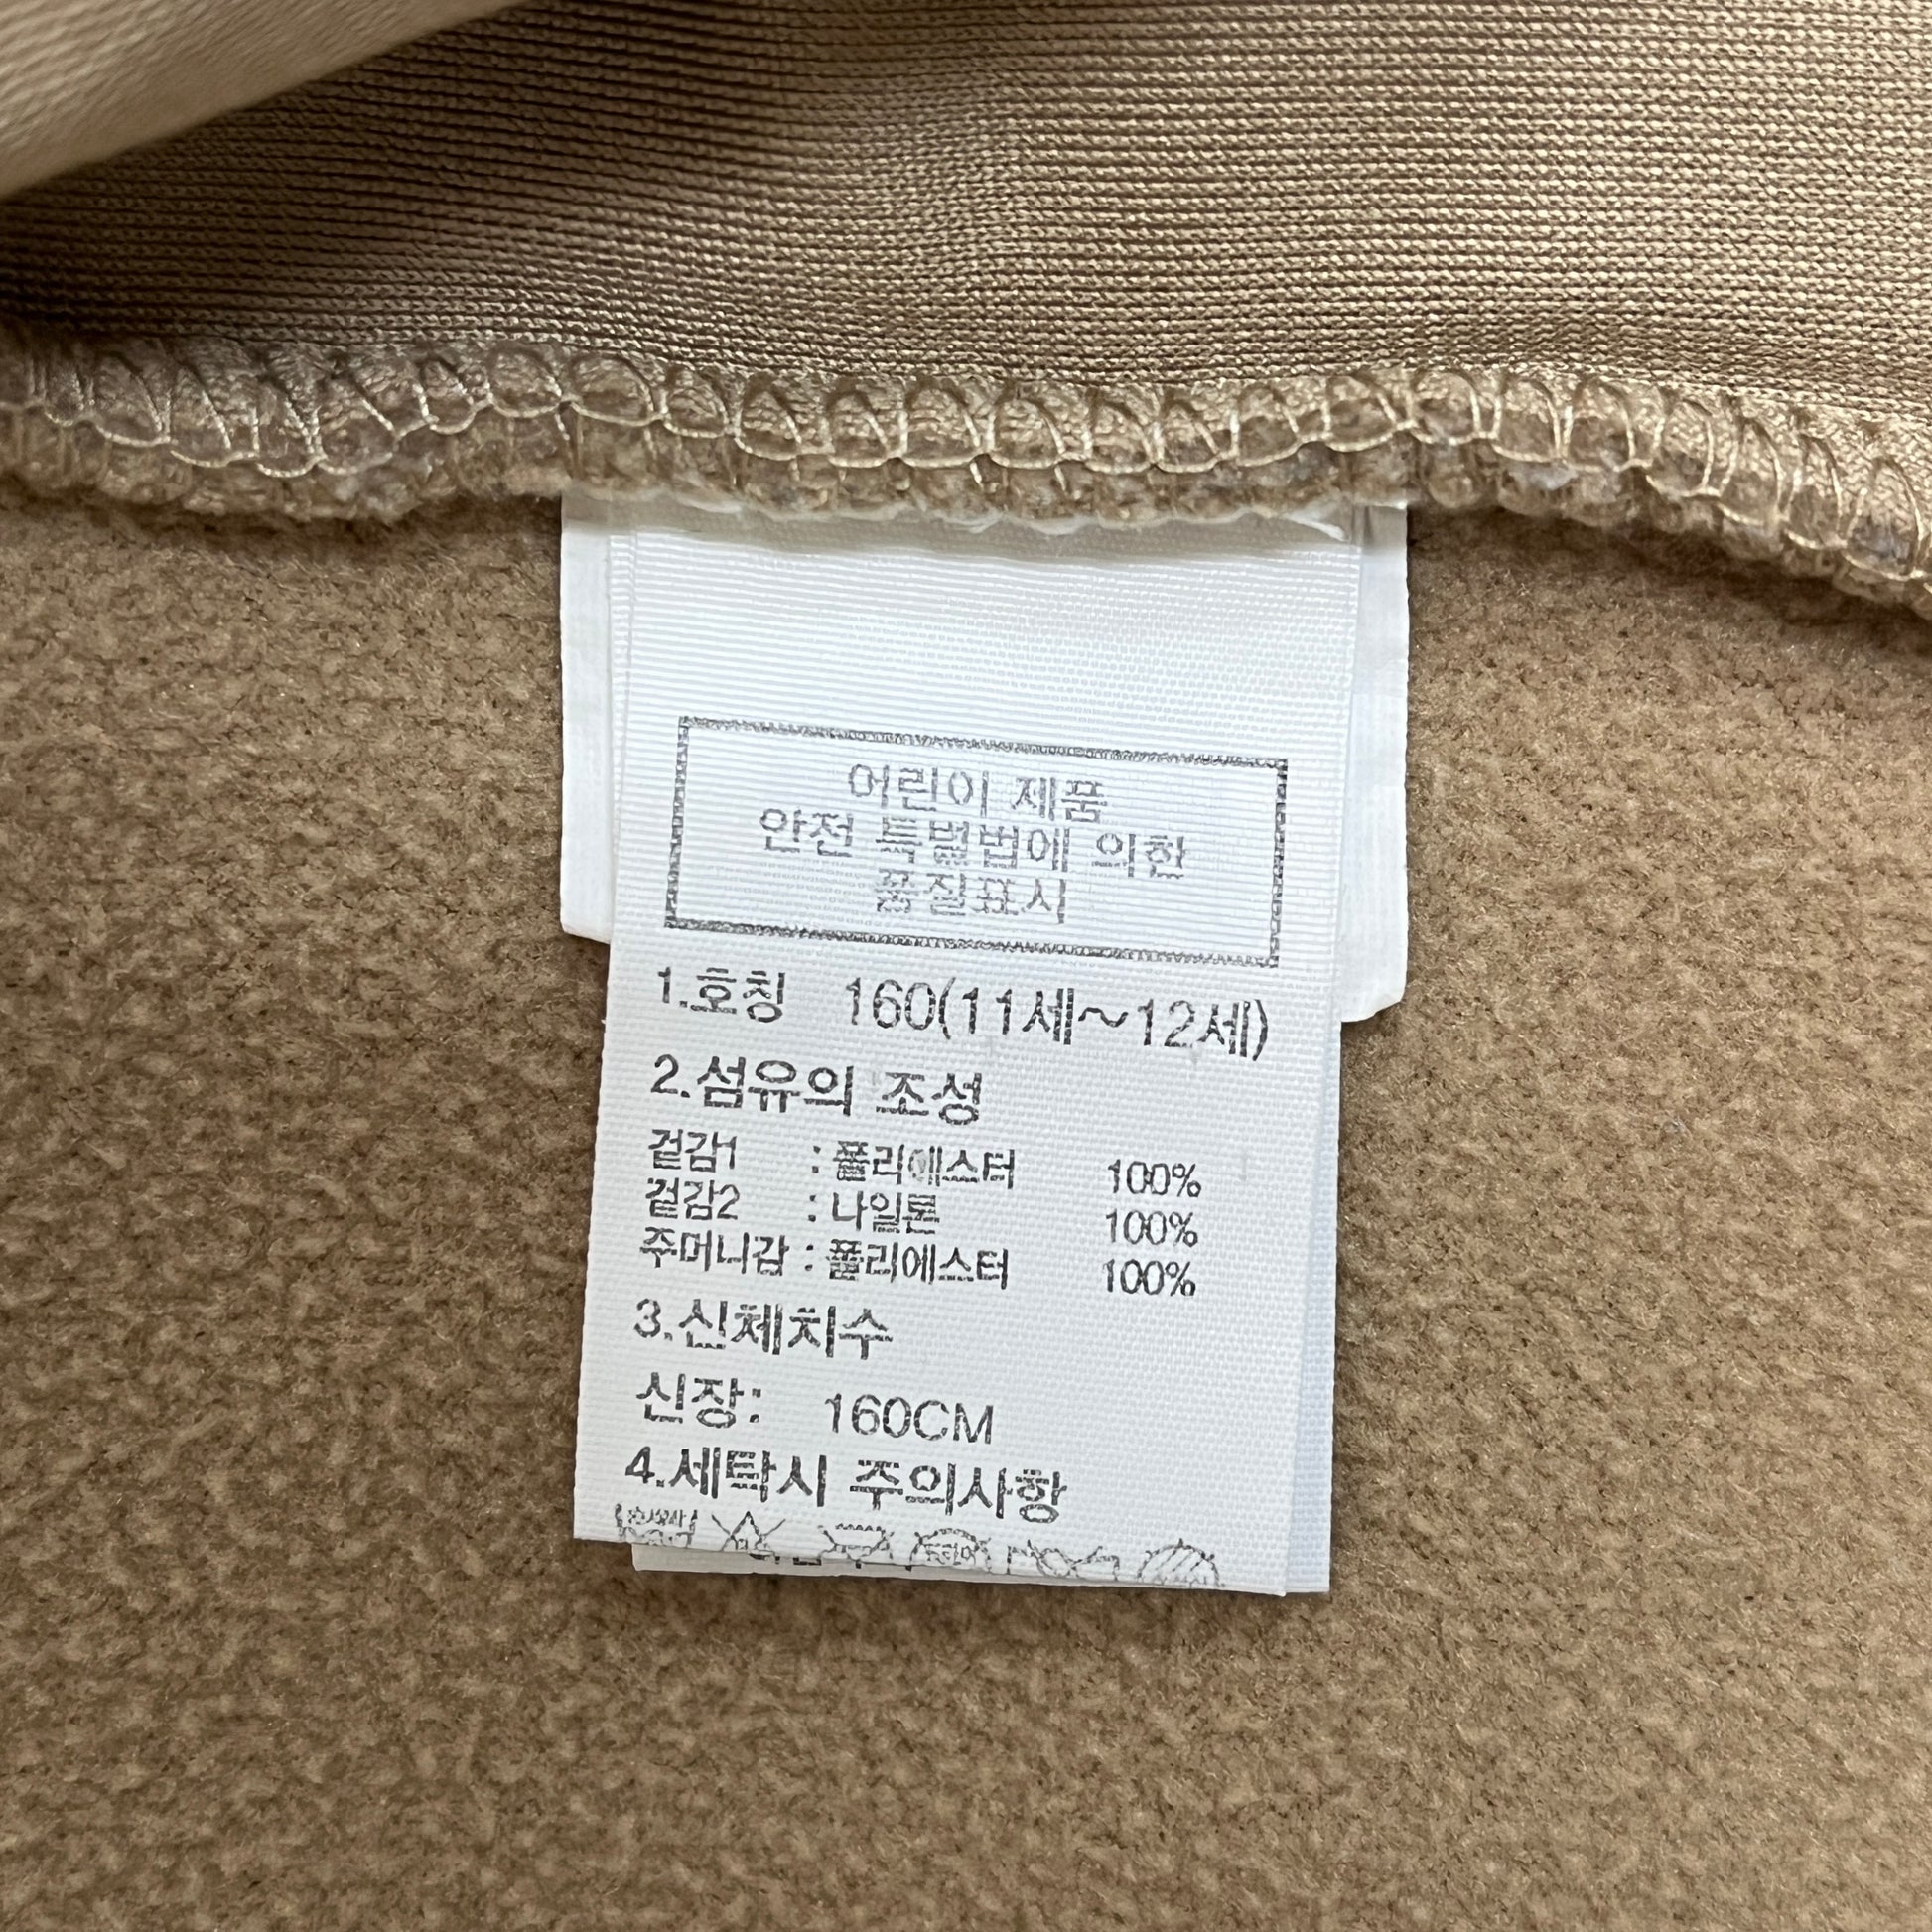 어린이 제품
안전 특별법에 의한
품질표시
1.호칭 160(11세~12세)
2.섬유의 조성
겉감1 : 폴리에스터 100%
겉감2 : 나일론 100%
주머니감 : 폴리에스터 100%
3.신체치수
신장: 160CM
4.세탁시 주의사항